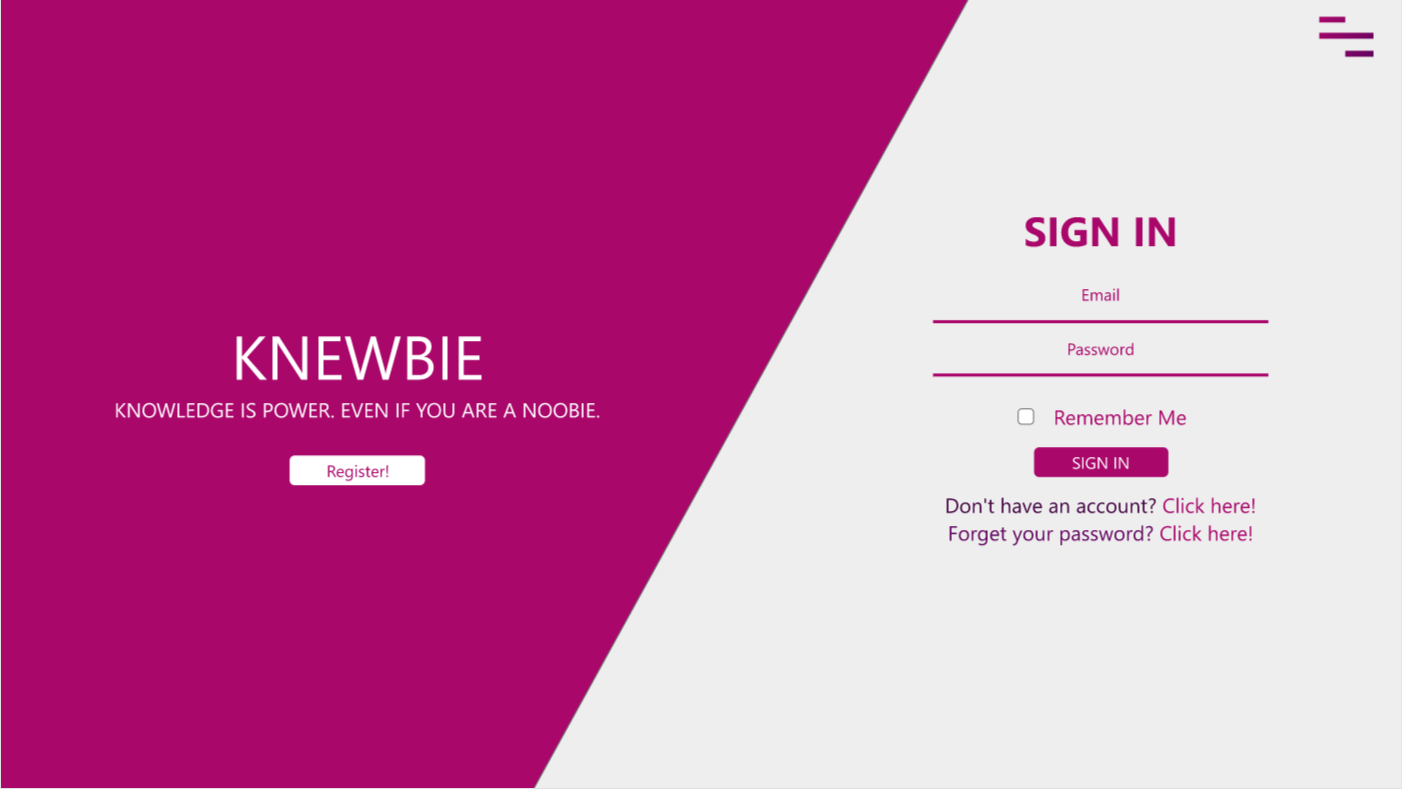 KNEWBIE
KNOWLEDGE IS POWER. EVEN IF YOU ARE A NOOBIE.
Register!
SIGN IN
Email
Password
Remember Me
SIGN IN
Don't have an account? Click here!
Forget your password? Click here!